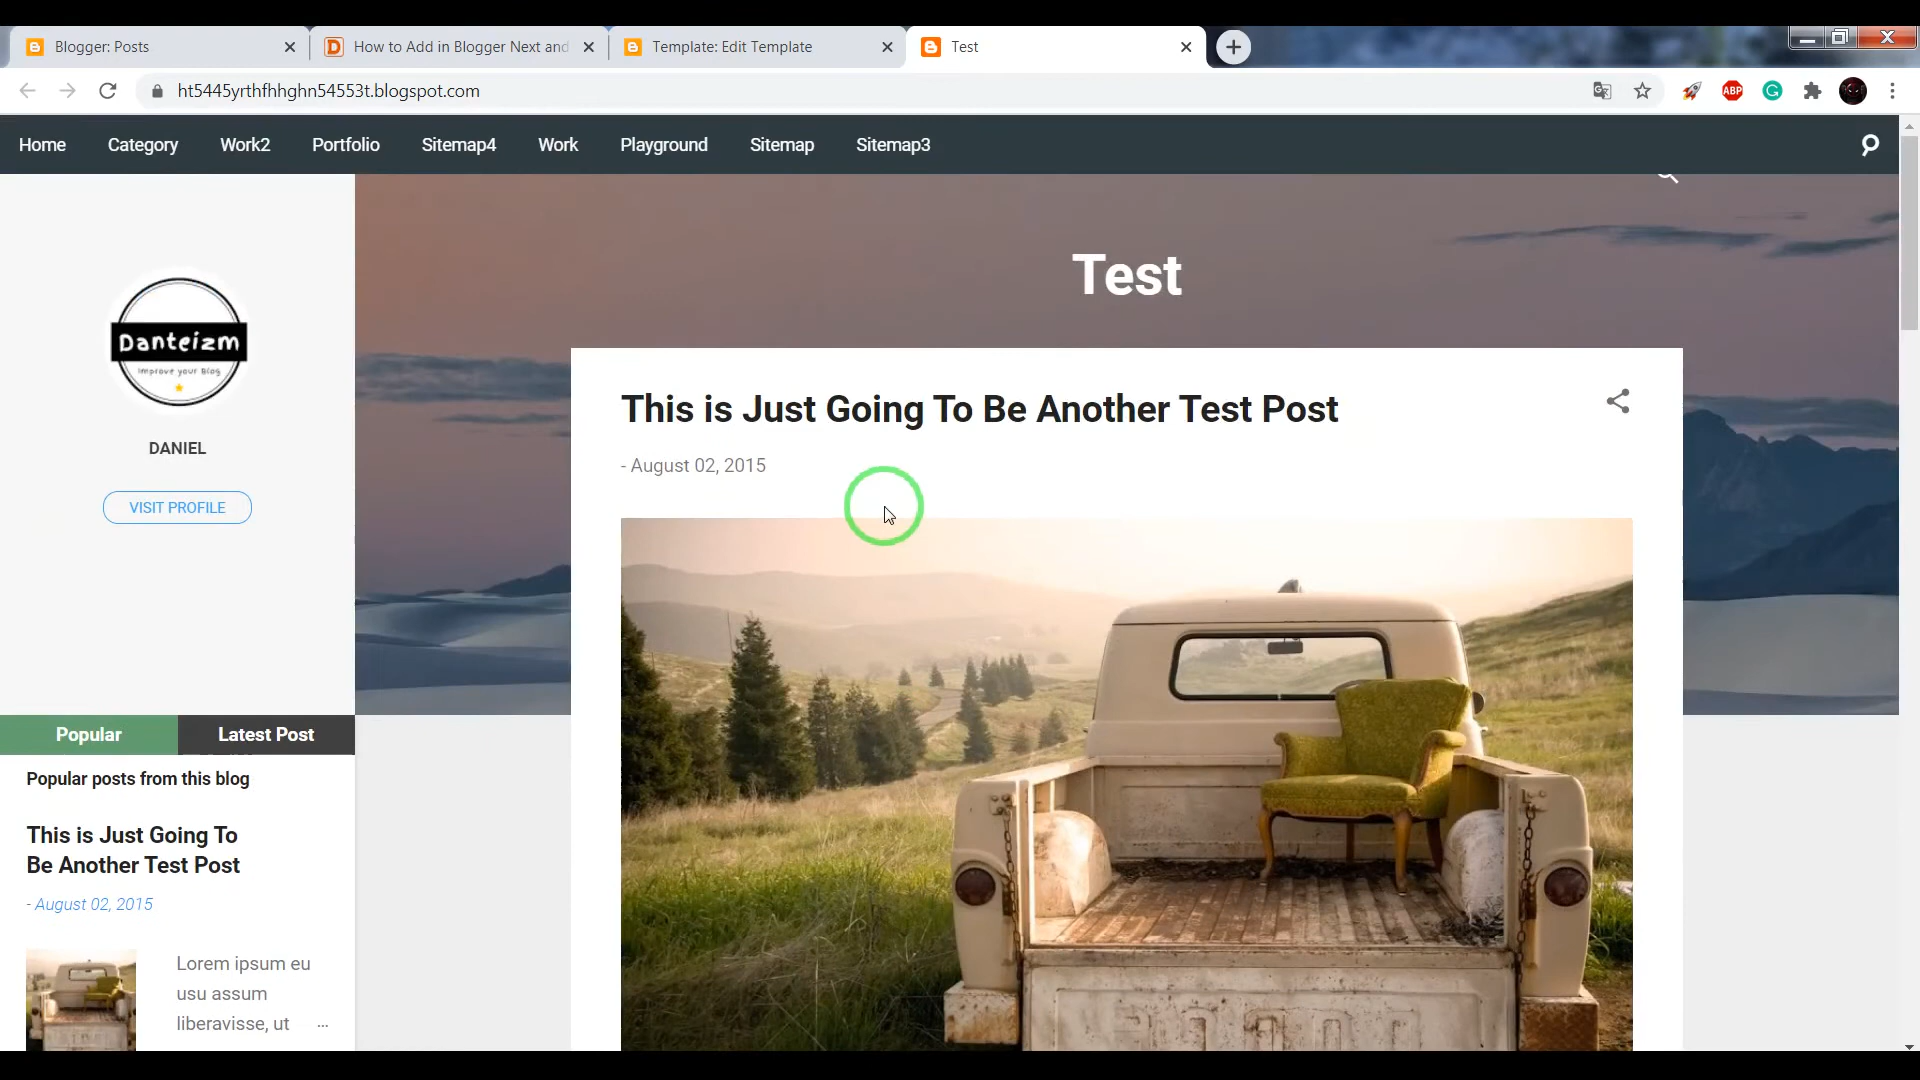 Blogger: Posts
How to Add in Blogger Next and
Template: Edit Template
Test
ht5445yrthfhhghn54553t.blogspot.com
ABP
Home
Category
Work2
Portfolio
Sitemap4
Work
Playground
Sitemap
Sitemap3
Test
Danteizm
Improve your Blog
DANIEL
VISIT PROFILE
This is Just Going To Be Another Test Post
- August 02, 2015
Popular
Latest Post
Popular posts from this blog
This is Just Going To
Be Another Test Post
- August 02, 2015
Lorem ipsum eu
usu assum
liberavisse, ut ...